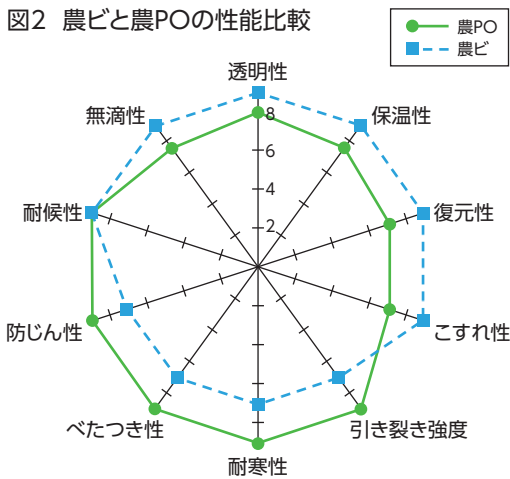 図2 農ビと農POの性能比較
農PO
農ビ
透明性
無滴性
保温性
耐候性
復元性
防じん性
こすれ性
べたつき性
引き裂き強度
耐寒性
8
6
4
2